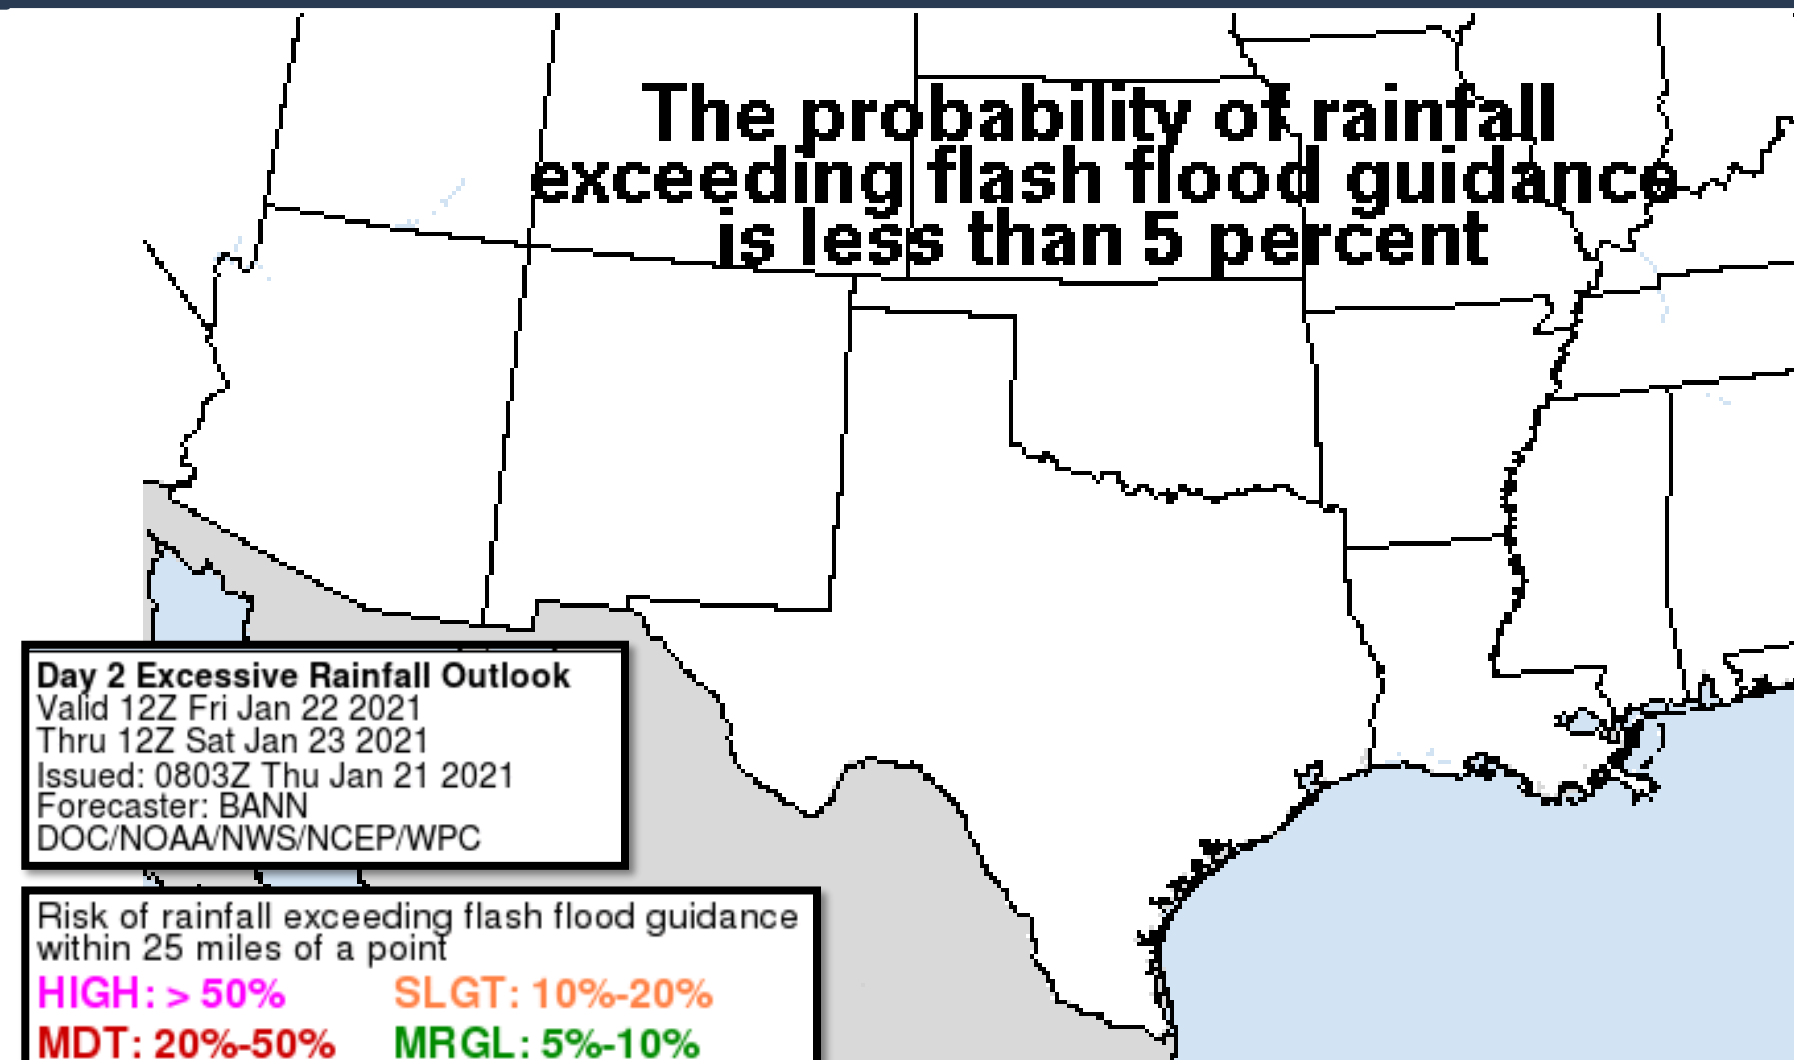 The probability of rainfall
exceeding flash flood guidance
is less than 5 percent
Day 2 Excessive Rainfall Outlook
Valid 12Z Fri Jan 22 2021
Thru 12Z Sat Jan 23 2021
Issued: 0803Z Thu Jan 21 2021
Forecaster: BANN
DOC/NOAA/NWS/NCEP/WPC
Risk of rainfall exceeding flash flood guidance
within 25 miles of a point
HIGH: > 50% SLGT: 10%-20%
MDT: 20%-50% MRGL: 5%-10%